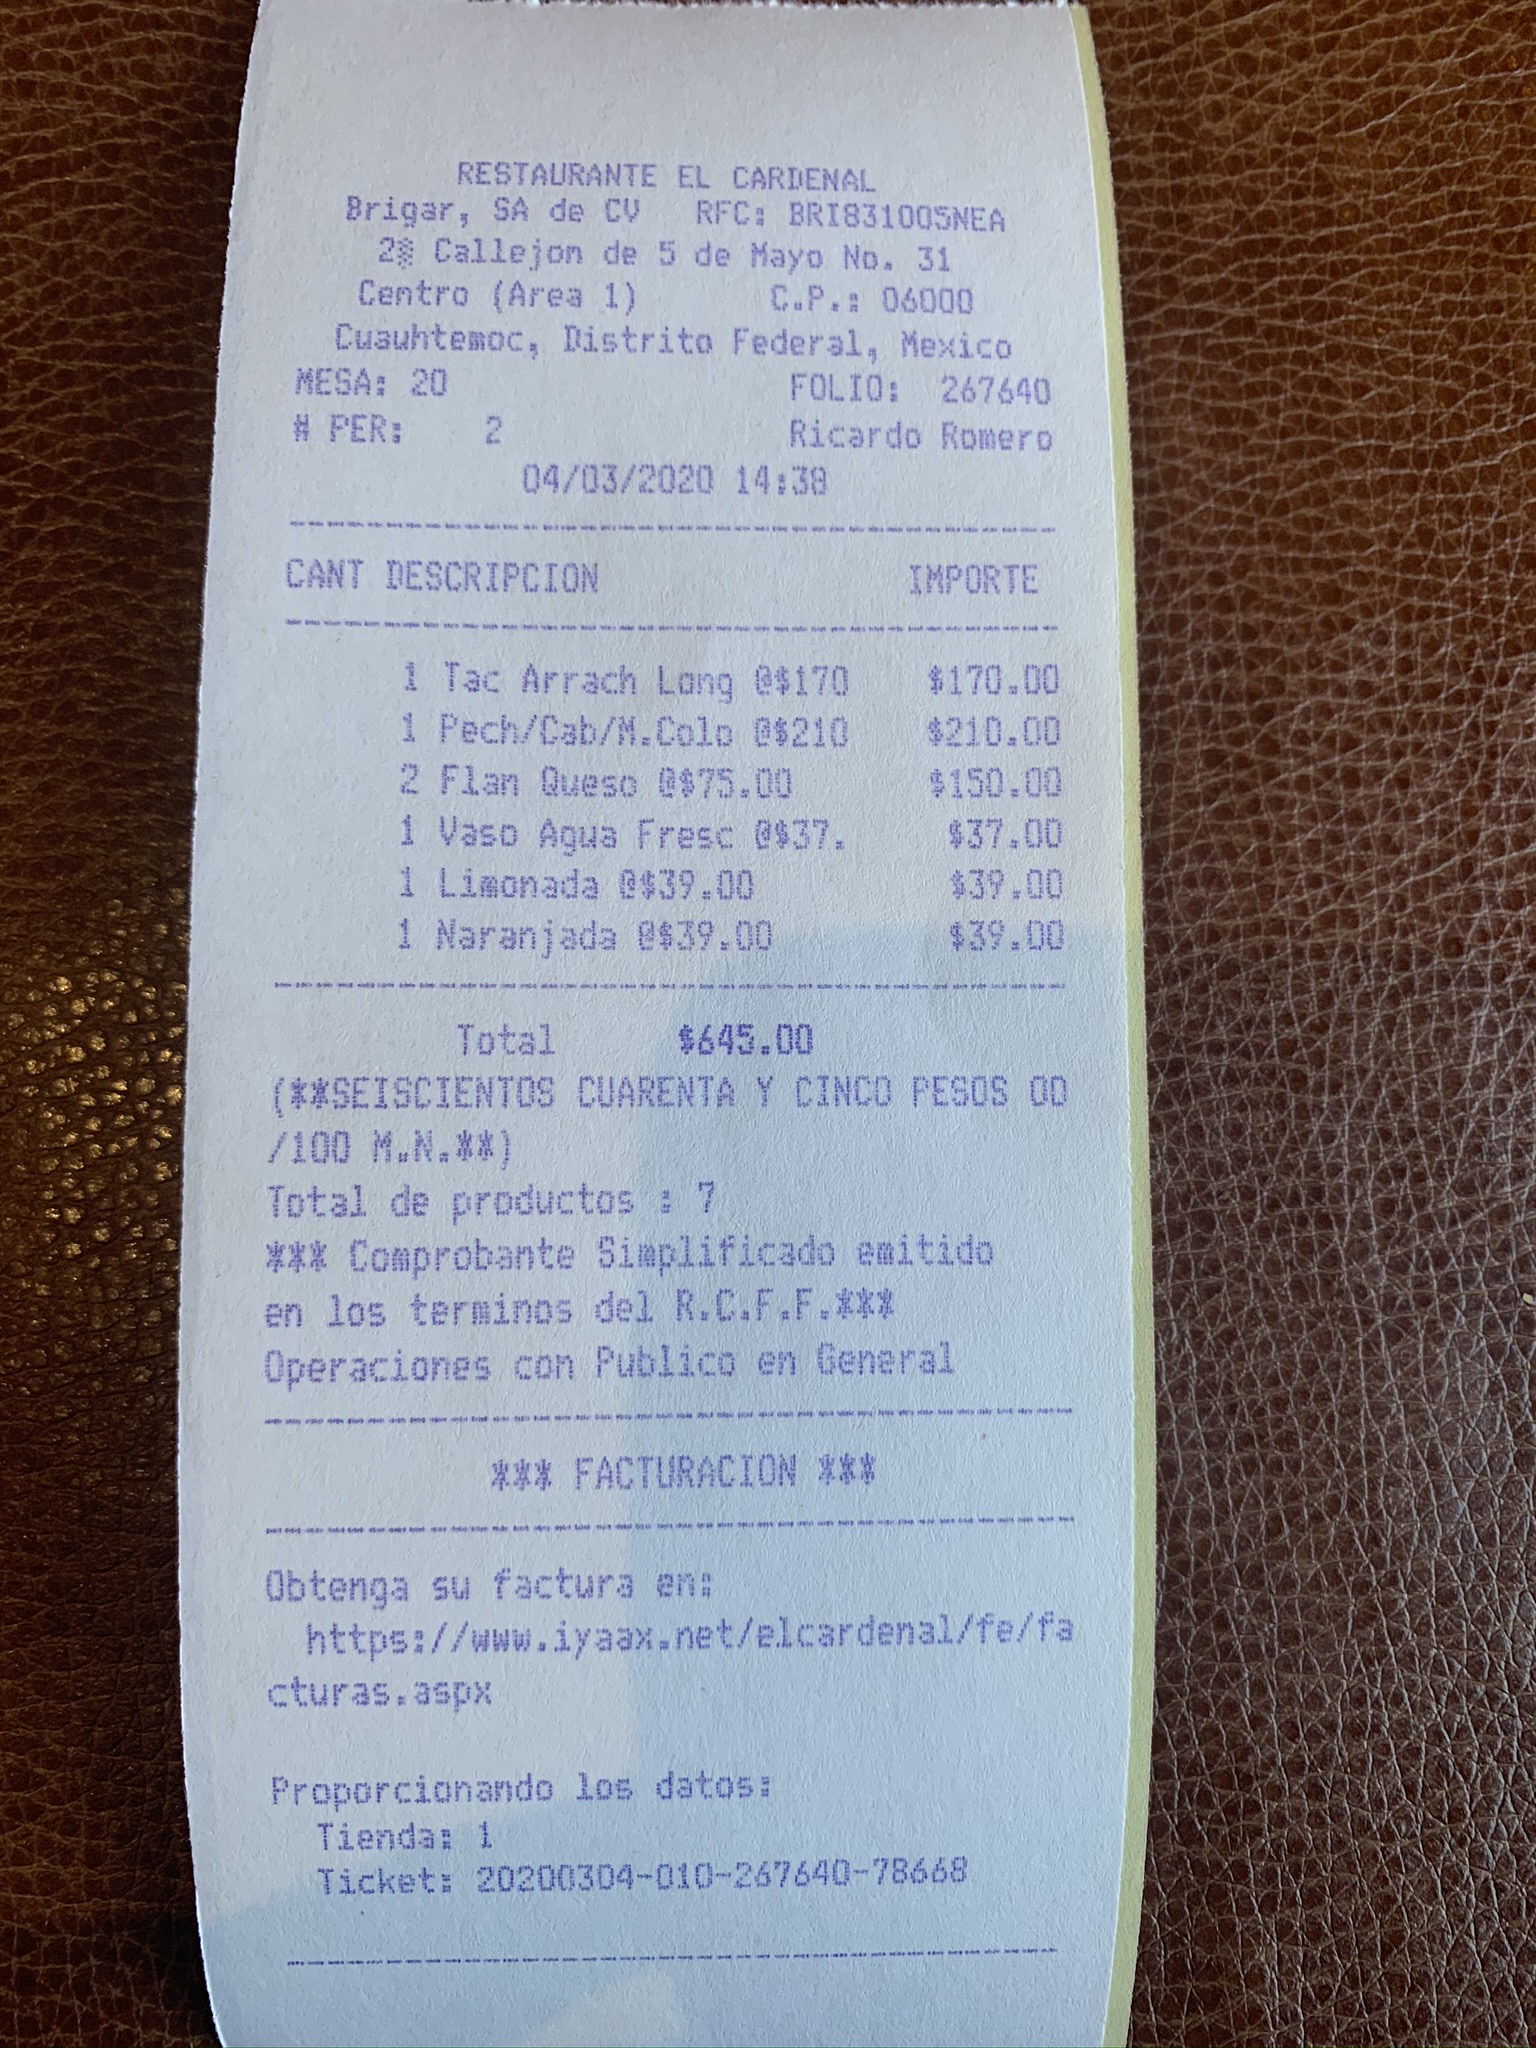 RESTAURANTE EL CARDENAL
Brigar, SA de CV RFC: BRI831005NEA
2▒ Callejon de 5 de Mayo No. 31
Centro (Area 1) C.P.: 06000
Cuauhtemoc, Distrito Federal, Mexico
MESA: 20 FOLIO: 267640
# PER: 2 Ricardo Romero
04/03/2020 14:38
CANT DESCRIPCION IMPORTE
1 Tac Arrach Long @$170 $170.00
1 Pech/Cab/M.Colo @$210 $210.00
2 Flan Queso @$75.00 $150.00
1 Vaso Agua Fresc @$37. $37.00
1 Limonada @$39.00 $39.00
1 Naranjada @$39.00 $39.00
Total $645.00
(**SEISCIENTOS CUARENTA Y CINCO PESOS 00
/100 M.N.**)
Total de productos : 7
*** Comprobante Simplificado emitido
en los terminos del R.C.F.F.***
Operaciones con Publico en General
*** FACTURACION ***
Obtenga su factura en:
https://www.iyaax.net/elcardenal/fe/fa
cturas.aspx
Proporcionando los datos:
Tienda: 1
Ticket: 20200304-010-267640-78668